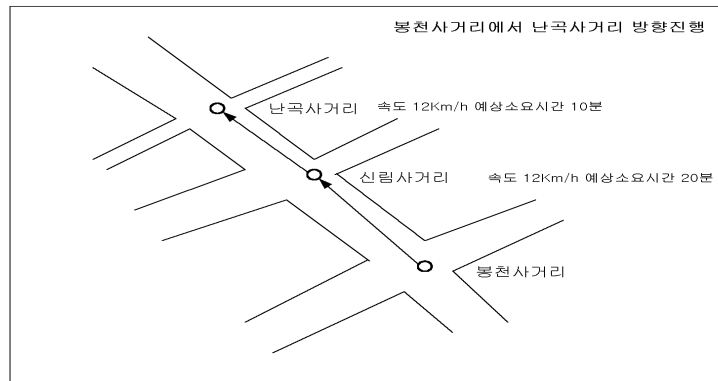 봉천사거리에서 난곡사거리 방향진행
난곡사거리 속도 12Km/h 예상소요시간 10분
신림사거리 속도 12Km/h 예상소요시간 20분
봉천사거리